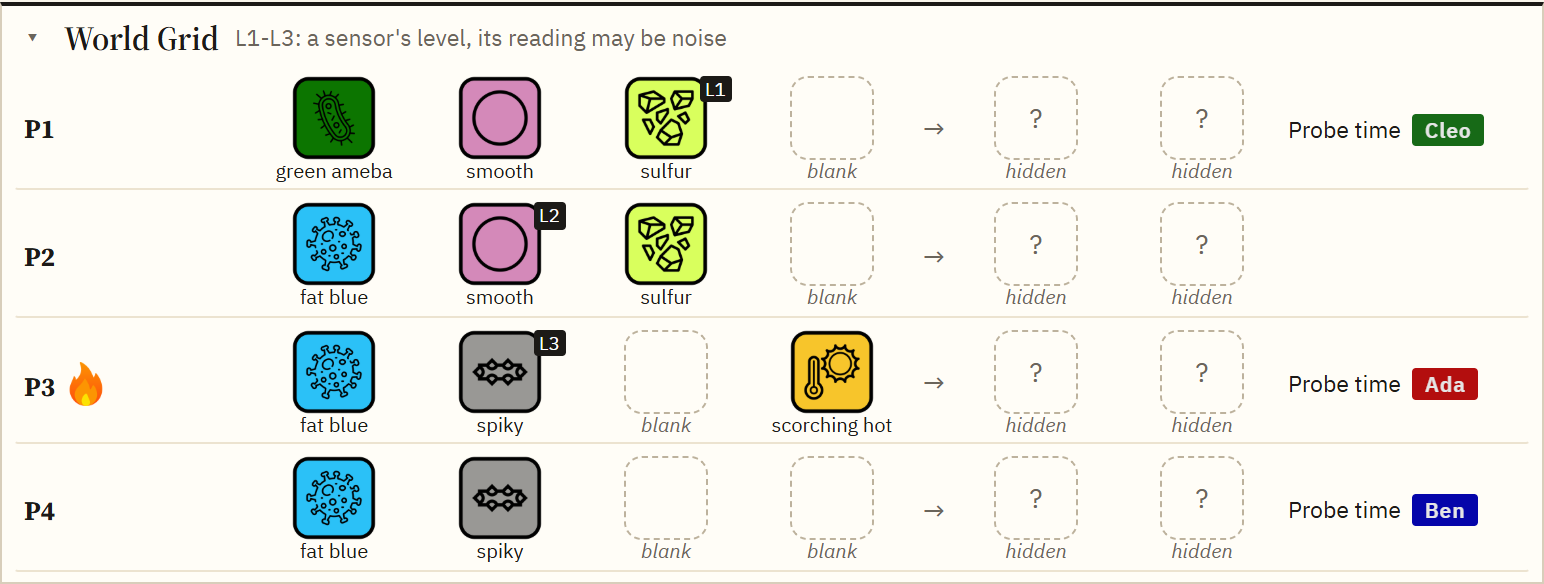 World Grid L1-L3: a sensor's level, its reading may be noise
L1
P1 ? ? Probe time Cleo
green ameba smooth sulfur blank → hidden hidden
L2
P2 ? ?
fat blue smooth sulfur blank → hidden hidden
L3
P3 ? ? Probe time Ada
fat blue spiky blank scorching hot → hidden hidden
P4 ? ? Probe time Ben
fat blue spiky blank blank → hidden hidden